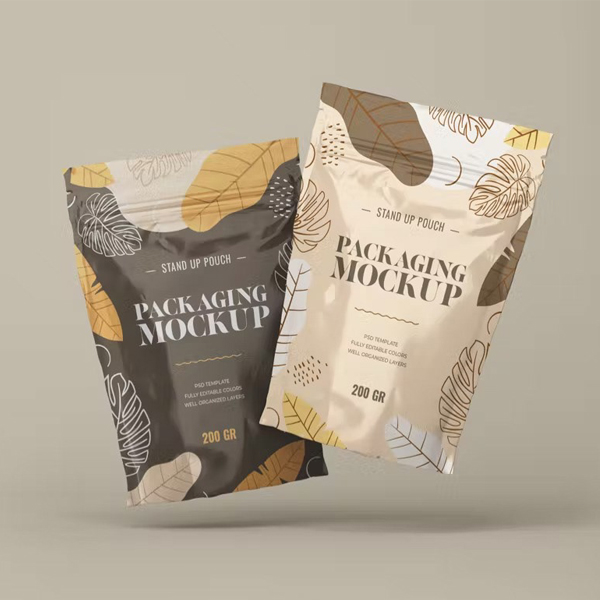 — STAND UP POUCH —
PACKAGING
MOCKUP
PSD TEMPLATE
FULLY EDITABLE COLORS
WELL ORGANIZED LAYERS
200 GR
— STAND UP POUCH —
PACKAGING
MOCKUP
PSD TEMPLATE
FULLY EDITABLE COLORS
WELL ORGANIZED LAYERS
200 GR